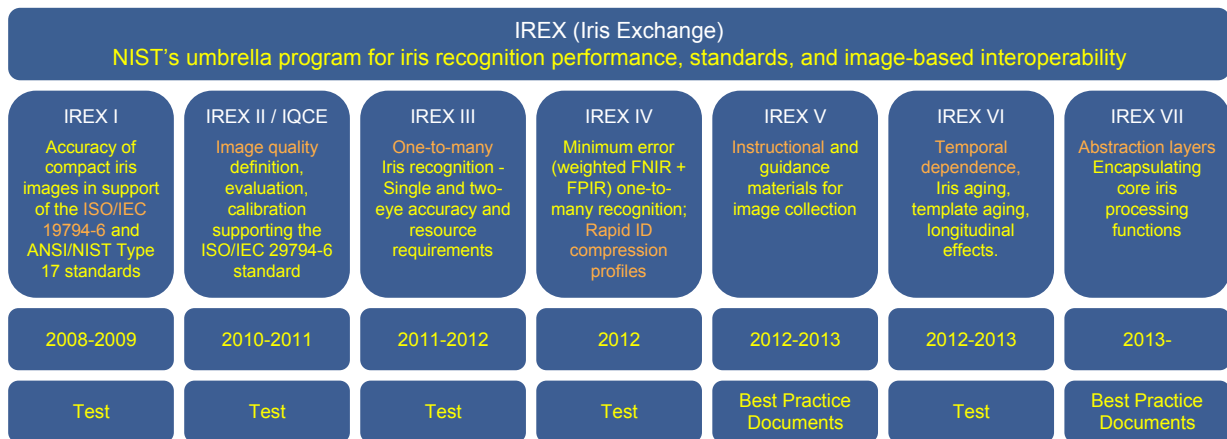 IREX (Iris Exchange)
NIST's umbrella program for iris recognition performance, standards, and image-based interoperability
IREX I
Accuracy of
compact iris
images in support
of the ISO/IEC
19794-6 and
ANSI/NIST Type
17 standards
IREX II / IQCE
Image quality
definition,
evaluation,
calibration
supporting the
ISO/IEC 29794-6
standard
IREX III
One-to-many
Iris recognition -
Single and two-
eye accuracy and
resource
requirements
IREX IV
Minimum error
(weighted FNIR +
FPIR) one-to-
many recognition;
Rapid ID
compression
profiles
IREX V
Instructional and
guidance
materials for
image collection
IREX VI
Temporal
dependence,
Iris aging,
template aging,
longitudinal
effects.
IREX VII
Abstraction layers
Encapsulating
core iris
processing
functions
2008-2009
2010-2011
2011-2012
2012
2012-2013
2012-2013
2013-
Test
Test
Test
Test
Best Practice
Documents
Test
Best Practice
Documents